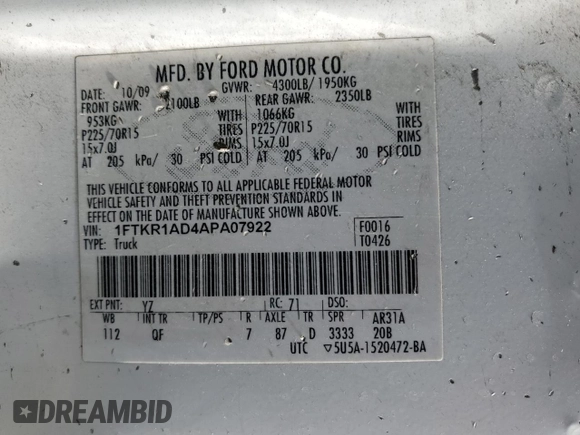 MFD. BY FORD MOTOR CO.
DATE: 10/09 GVWR: 4300LB/ 1950KG
FRONT GAWR: 2100LB REAR GAWR: 2350LB
953KG WITH 1066KG WITH
P225/70R15 TIRES P225/70R15 TIRES
15x7.0J RIMS 15x7.0J RIMS
AT 205 kPa/ 30 PSI COLD AT 205 kPa/ 30 PSI COLD
THIS VEHICLE CONFORMS TO ALL APPLICABLE FEDERAL MOTOR
VEHICLE SAFETY AND THEFT PREVENTION STANDARDS IN
EFFECT ON THE DATE OF MANUFACTURE SHOWN ABOVE.
VIN: 1FTKR1AD4APA07922 F0016
TYPE: Truck T0426
EXT PNT: YZ RC: 71 DSO:
WB INT TR TP/PS R AXLE TR SPR AR31A
112 QF 7 87 D 3333 20B
UTC ▽5U5A-1520472-BA
DREAMBID